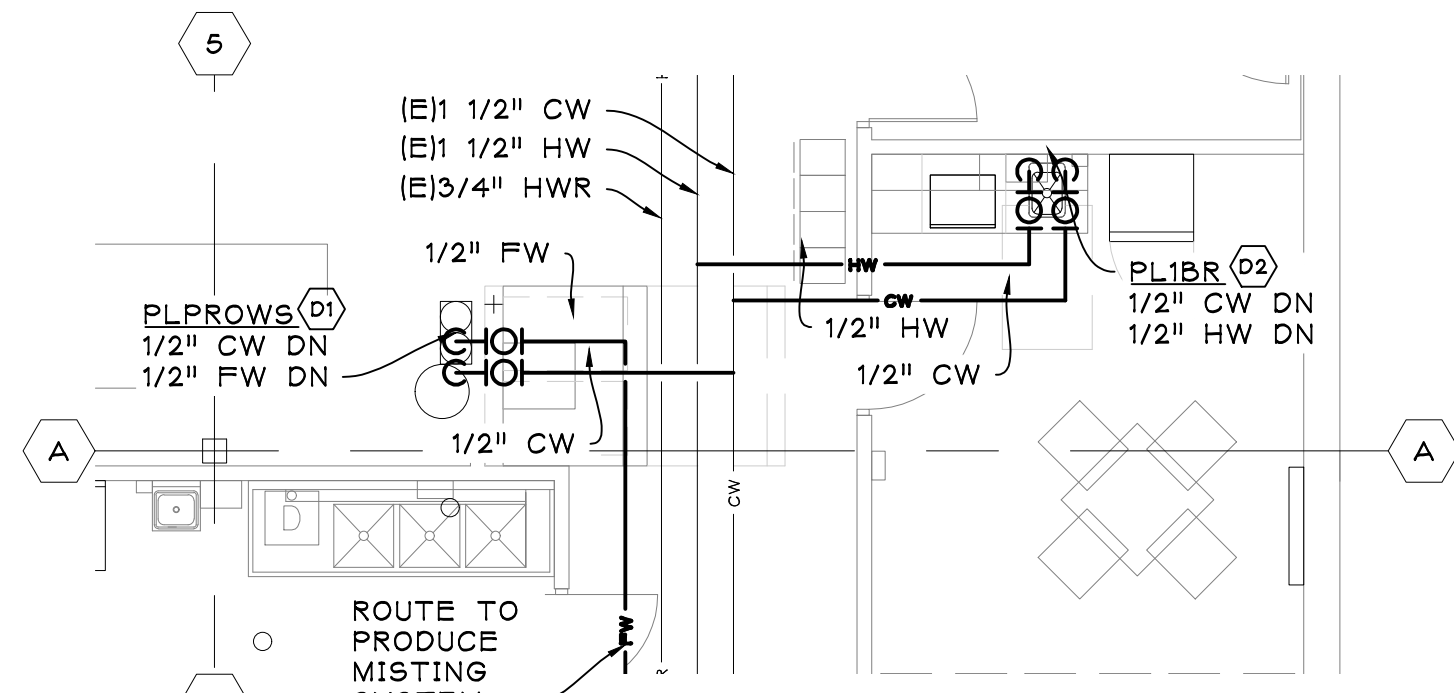 5
(E)1 1/2" CW
(E)1 1/2" HW
(E)3/4" HWR
1/2" FW
PLPROWS D1
1/2" CW DN
1/2" FW DN
HW
CW
1/2" HW
1/2" CW
PL1BR D2
1/2" CW DN
1/2" HW DN
A
1/2" CW
A
CW
D
ROUTE TO
PRODUCE
MISTING
FW